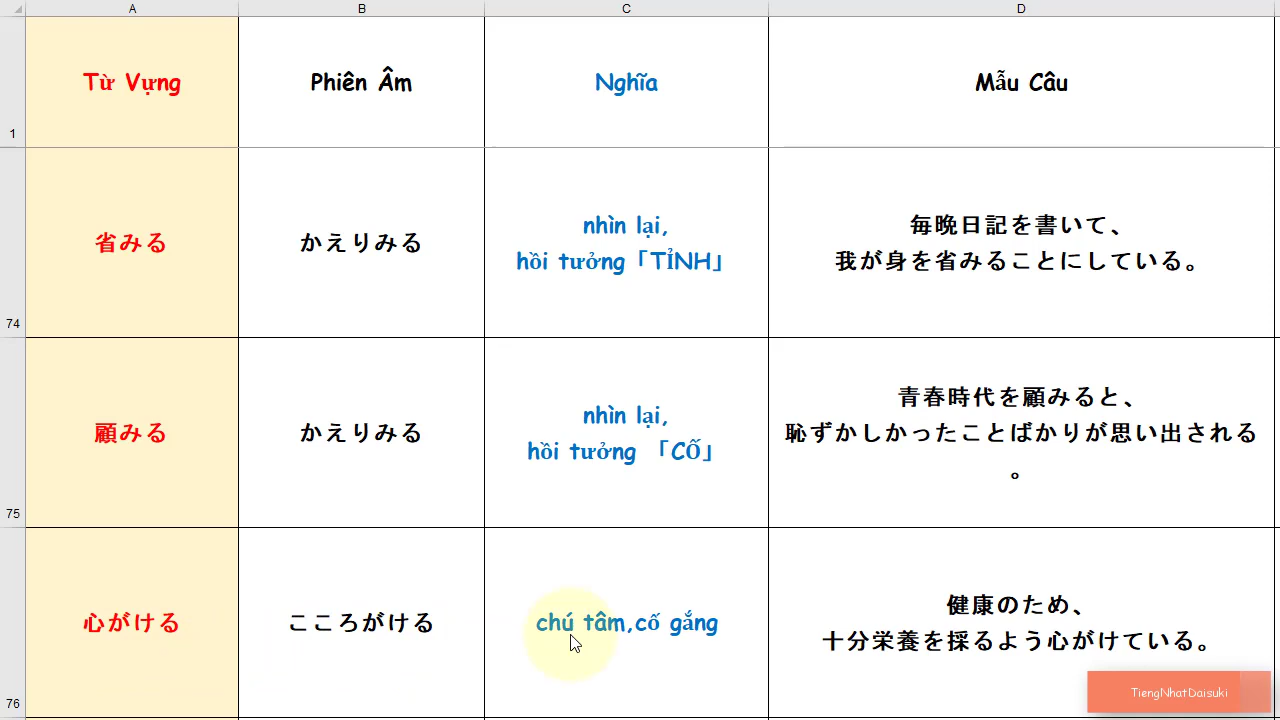 A B C D
1 Từ Vựng Phiên Âm Nghĩa Mẫu Câu
74 省みる かえりみる nhìn lại,
hồi tưởng「TỈNH」
毎晩日記を書いて、
我が身を省みることにしている。
75 顧みる かえりみる nhìn lại,
hồi tưởng 「CỐ」
青春時代を顧みると、
恥ずかしかったことばかりが思い出される
。
76 心がける こころがける chú tâm,cố gắng
健康のため、
十分栄養を採るよう心がけている。
TiengNhatDaisuki